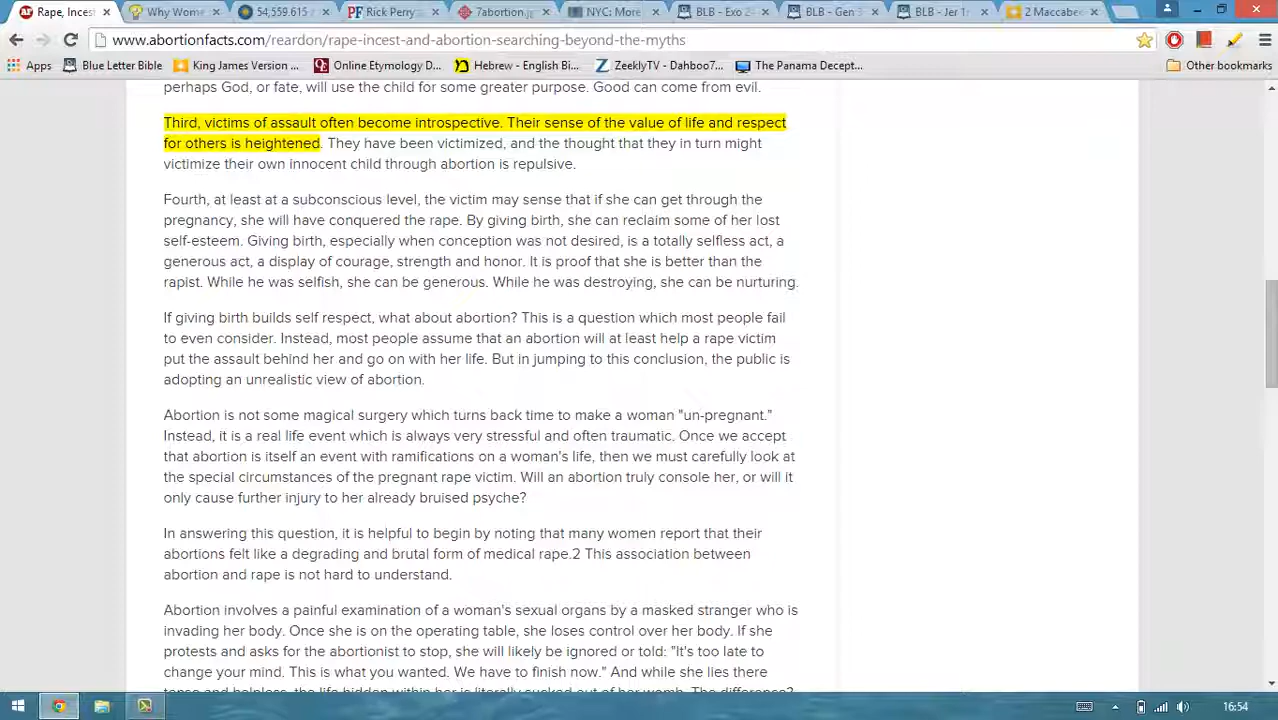 Rape, Ince:
Why Wome
54,559,615
Rick Perry
7abortion.j
NYC: More
BLB - Exo 2
BLB - Gen
BLB - Jer 1
2 Maccabe
www.abortionfacts.com/reardon/rape-incest-and-abortion-searching-beyond-the-myths
Apps
Blue Letter Bible
King James Version ...
Online Etymology D...
Hebrew - English Bi...
ZeeklyTV - Dahboo7...
The Panama Decept...
Other bookmarks
perhaps God, or fate, will use the child for some greater purpose. Good can come from evil.
Third, victims of assault often become introspective. Their sense of the value of life and respect
for others is heightened. They have been victimized, and the thought that they in turn might
victimize their own innocent child through abortion is repulsive.
Fourth, at least at a subconscious level, the victim may sense that if she can get through the
pregnancy, she will have conquered the rape. By giving birth, she can reclaim some of her lost
self-esteem. Giving birth, especially when conception was not desired, is a totally selfless act, a
generous act, a display of courage, strength and honor. It is proof that she is better than the
rapist. While he was selfish, she can be generous. While he was destroying, she can be nurturing.
If giving birth builds self respect, what about abortion? This is a question which most people fail
to even consider. Instead, most people assume that an abortion will at least help a rape victim
put the assault behind her and go on with her life. But in jumping to this conclusion, the public is
adopting an unrealistic view of abortion.
Abortion is not some magical surgery which turns back time to make a woman "un-pregnant."
Instead, it is a real life event which is always very stressful and often traumatic. Once we accept
that abortion is itself an event with ramifications on a woman's life, then we must carefully look at
the special circumstances of the pregnant rape victim. Will an abortion truly console her, or will it
only cause further injury to her already bruised psyche?
In answering this question, it is helpful to begin by noting that many women report that their
abortions felt like a degrading and brutal form of medical rape.2 This association between
abortion and rape is not hard to understand.
Abortion involves a painful examination of a woman's sexual organs by a masked stranger who is
invading her body. Once she is on the operating table, she loses control over her body. If she
protests and asks for the abortionist to stop, she will likely be ignored or told: "It's too late to
change your mind. This is what you wanted. We have to finish now." And while she lies there
tense and helpless, the life hidden within her is literally sucked out of her womb. The difference?
16:54